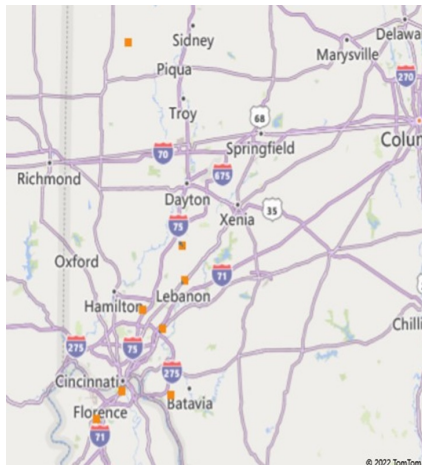 Delawa
Sidney
Marysville
Piqua
270
Troy
68
Colum
70
Springfield
Richmond
675
Dayton
35
75
Xenia
Oxford
71
Lebanon
Hamilton
Chilli
275
75
Cincinnati
275
Florence
Batavia
71
© 2022 TomTom